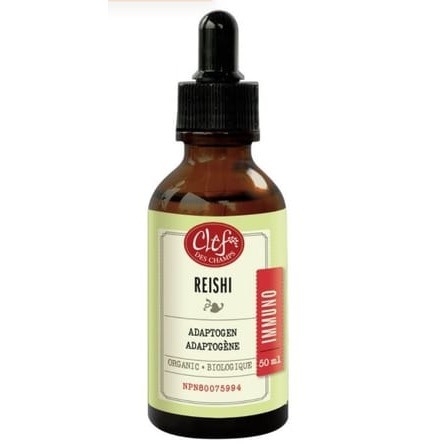 Clef
DES CHAMPS
REISHI
ADAPTOGEN
ADAPTOGÈNE
ORGANIC • BIOLOGIQUE
NPN80075994
IMMUNO
50 ml